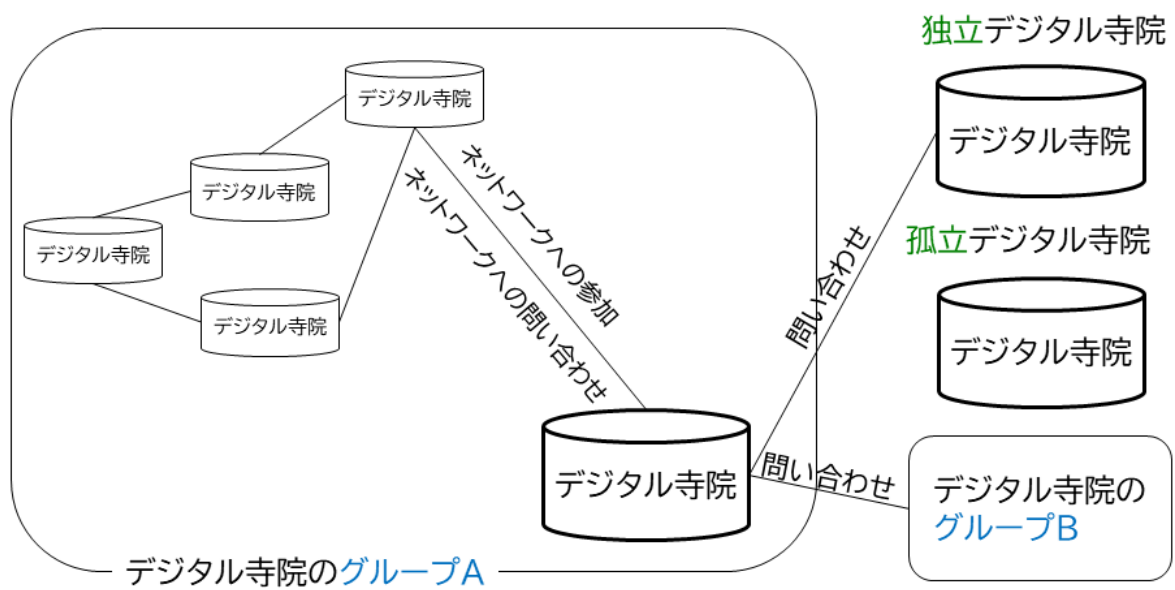 独立デジタル寺院
デジタル寺院
デジタル寺院
デジタル寺院
デジタル寺院
デジタル寺院
ネットワークへの参加
ネットワークへの問い合わせ
問い合わせ
孤立デジタル寺院
デジタル寺院
デジタル寺院
問い合わせ
デジタル寺院の
グループB
デジタル寺院のグループA